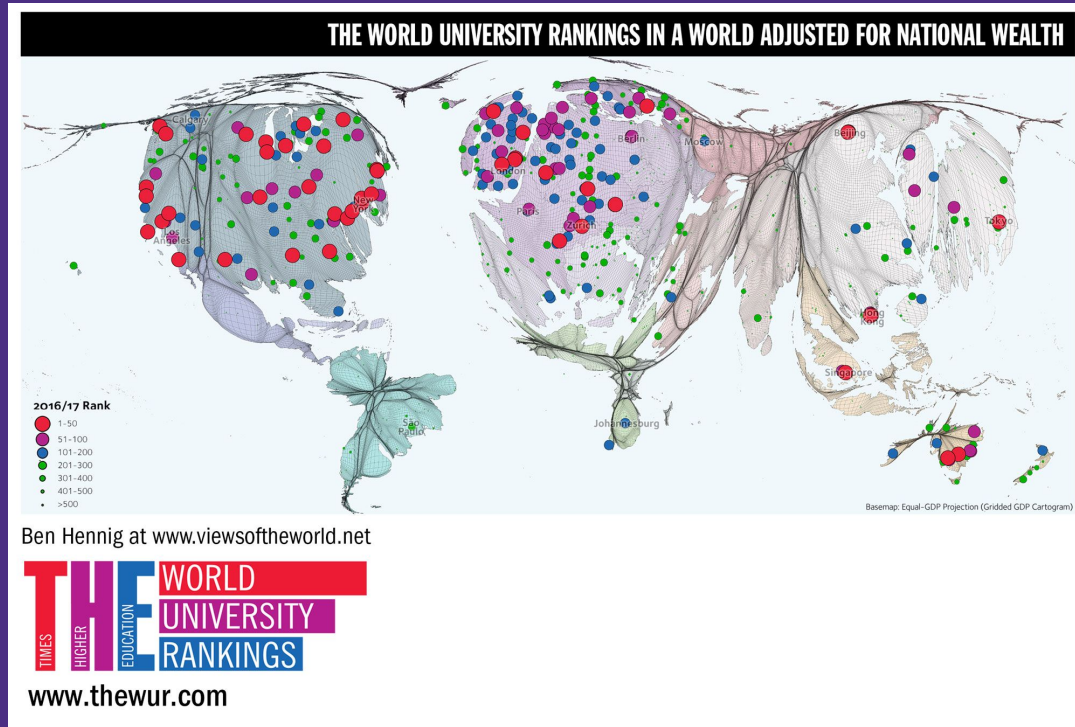 THE WORLD UNIVERSITY RANKINGS IN A WORLD ADJUSTED FOR NATIONAL WEALTH
Calgary
Beijing
Berlin
Moscow
London
New
York
Paris
Tokyo
Los
Angeles
Zürich
Hong
Kong
Singapore
São
Paulo
Johannesburg
2016/17 Rank
1-50
51-100
101-200
201-300
301-400
401-500
>500
Basemap: Equal-GDP Projection (Gridded GDP Cartogram)
Ben Hennig at www.viewsoftheworld.net
THE
TIMES
HIGHER
EDUCATION
WORLD
UNIVERSITY
RANKINGS
www.thewur.com